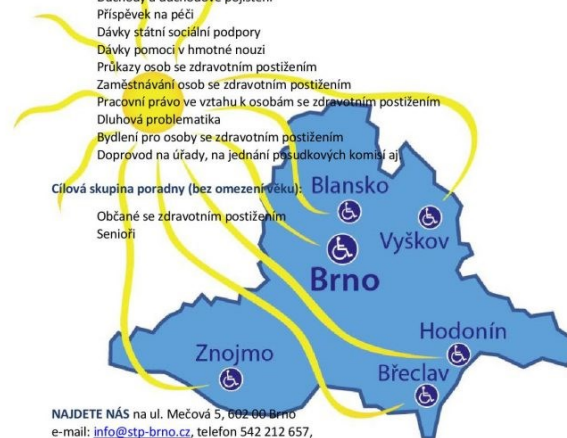 Důchody a důchodové pojištění
Příspěvek na péči
Dávky státní sociální podpory
Dávky pomoci v hmotné nouzi
Průkazy osob se zdravotním postižením
Zaměstnávání osob se zdravotním postižením
Pracovní právo ve vztahu k osobám se zdravotním postižením
Dluhová problematika
Bydlení pro osoby se zdravotním postižením
Doprovod na úřady, na jednání posudkových komisí aj.
Cílová skupina poradny (bez omezení věku):
Občané se zdravotním postižením
Senioři
Blansko
Vyškov
Brno
Hodonín
Znojmo
Břeclav
NAJDETE NÁS na ul. Mečová 5, 602 00 Brno
e-mail: info@stp-brno.cz, telefon 542 212 657,